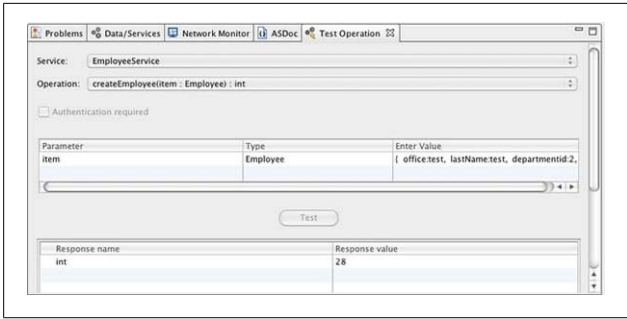 Problems Data/Services Network Monitor ASDoc Test Operation
Service: EmployeeService
Operation: createEmployee(item : Employee) : int
Authentication required
Parameter Type Enter Value
item Employee { office:test, lastName:test, departmentid:2,
Test
Response name Response value
int 28